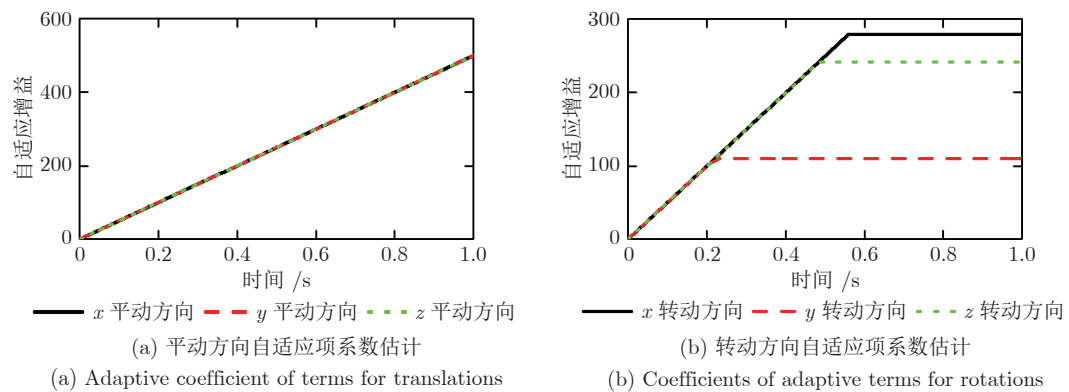 600
400
200
0
自适应增益
0
0.2
0.4
0.6
0.8
1.0
时间 /s
x 平动方向
y 平动方向
z 平动方向
(a) 平动方向自适应项系数估计
(a) Adaptive coefficient of terms for translations
300
200
100
0
自适应增益
0
0.2
0.4
0.6
0.8
1.0
时间 /s
x 转动方向
y 转动方向
z 转动方向
(b) 转动方向自适应项系数估计
(b) Coefficients of adaptive terms for rotations